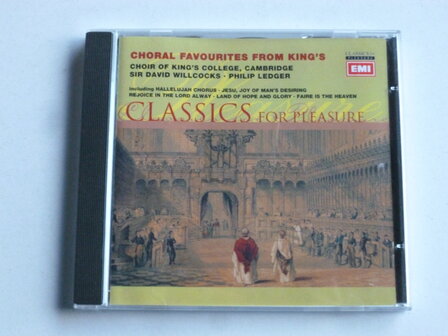 CHORAL FAVOURITES FROM KING'S
CHOIR OF KING'S COLLEGE, CAMBRIDGE
SIR DAVID WILLCOCKS · PHILIP LEDGER
including HALLELUJAH CHORUS · JESU, JOY OF MAN'S DESIRING
REJOICE IN THE LORD ALWAY · LAND OF HOPE AND GLORY · FAIRE IS THE HEAVEN
CLASSICS FOR PLEASURE
EMI